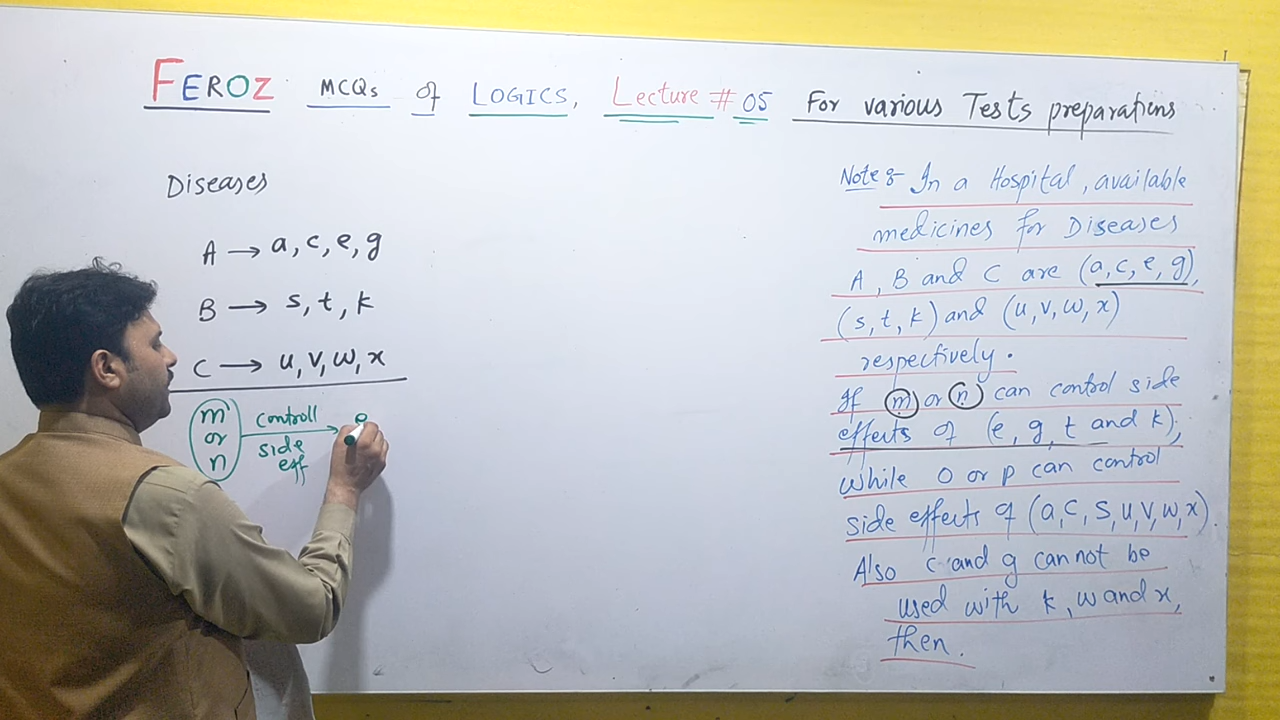 FEROZ MCQs of LOGICS, Lecture # 05 For various Tests preparations
Diseases
A → a, c, e, g
B → s, t, k
C → u, v, w, x
m or n controll side eff → e
Note:- In a Hospital, available
medicines for Diseases
A, B and C are (a, c, e, g),
(s, t, k) and (u, v, w, x)
respectively.
If m or n can control side
effects of (e, g, t and k),
while O or p can control
side effects of (a, c, s, u, v, w, x).
Also c and g cannot be
used with k, w and x,
then.